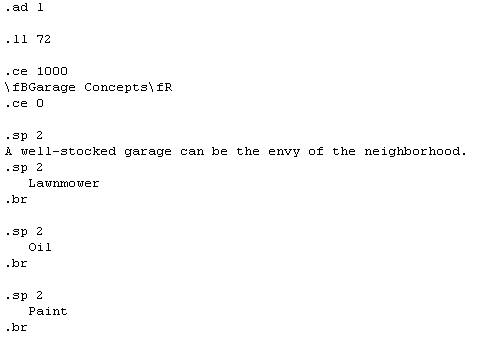 .ad l
.ll 72
.ce 1000
\fBGarage Concepts\fR
.ce 0
.sp 2
A well-stocked garage can be the envy of the neighborhood.
.sp 2
   Lawnmower
.br
.sp 2
   Oil
.br
.sp 2
   Paint
.br